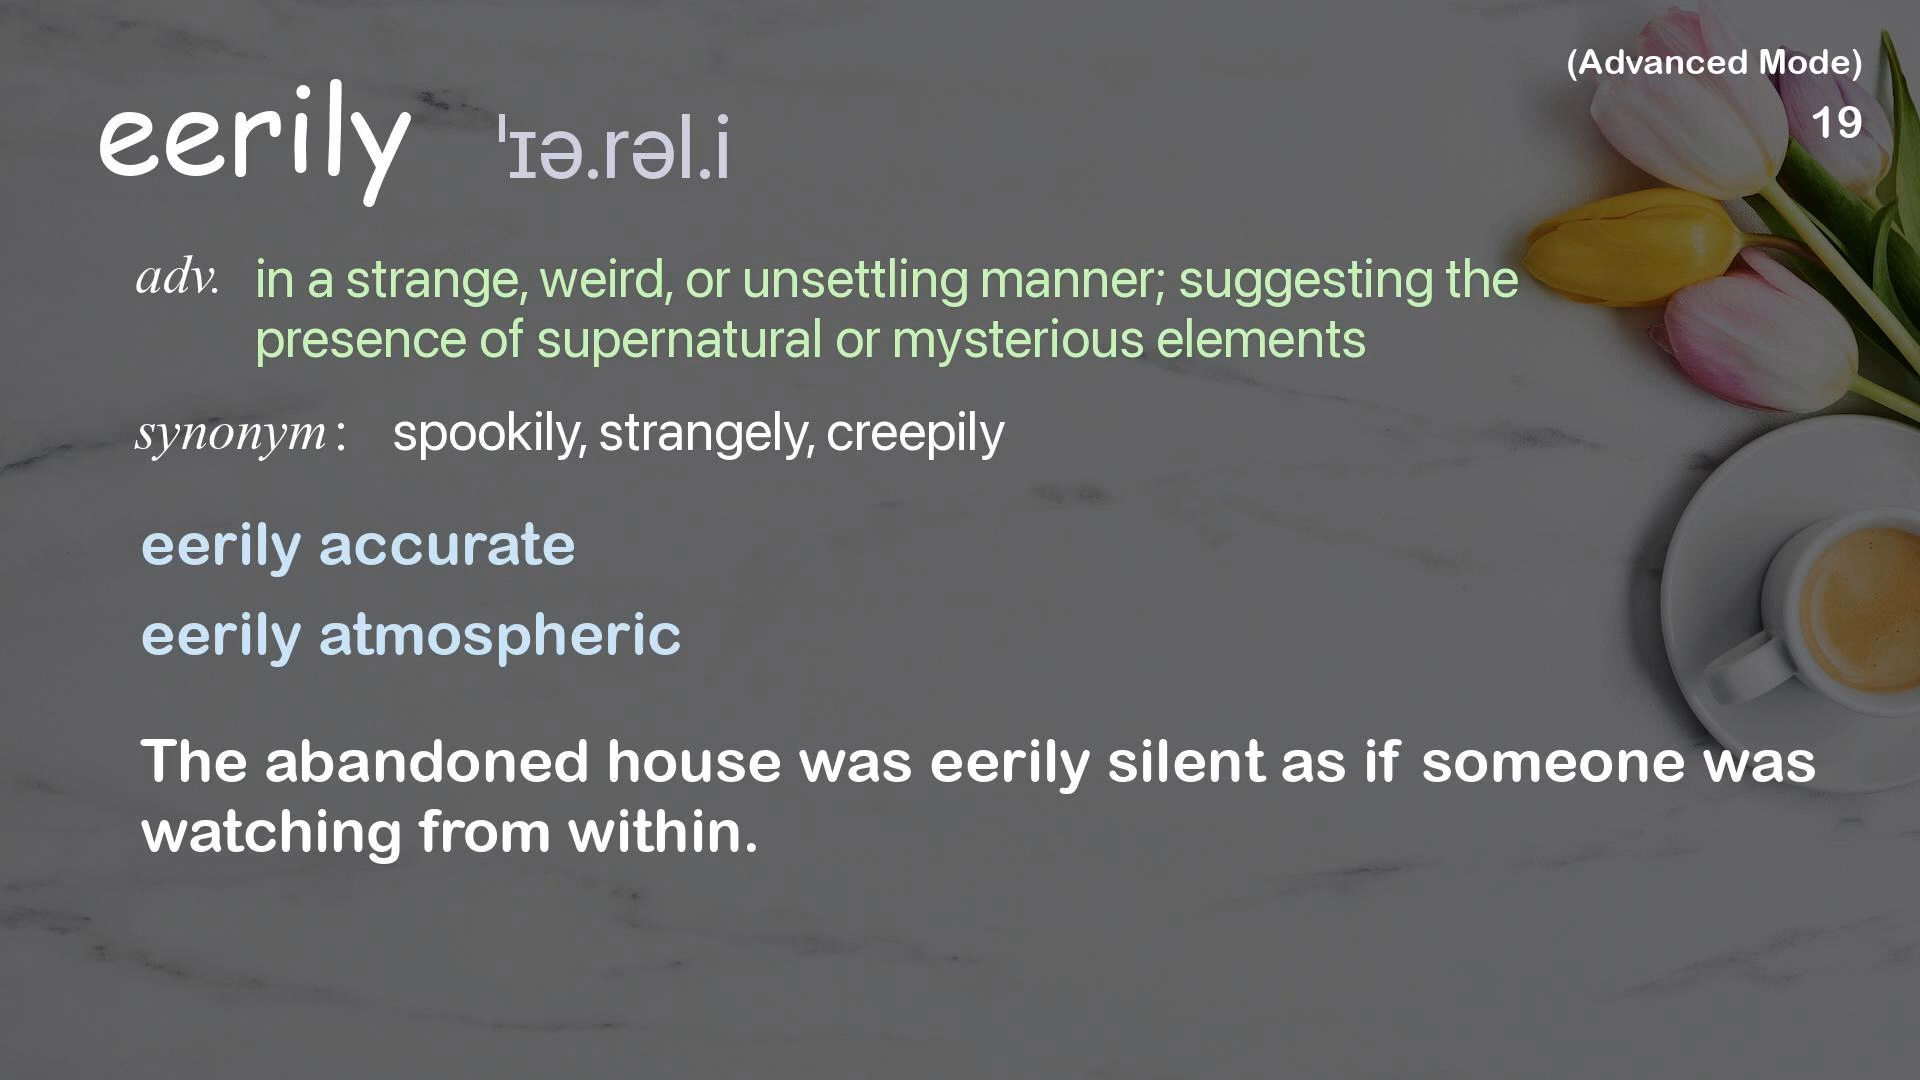 (Advanced Mode)
19
eerily ˈɪə.rəl.i
adv. in a strange, weird, or unsettling manner; suggesting the
presence of supernatural or mysterious elements
synonym: spookily, strangely, creepily
eerily accurate
eerily atmospheric
The abandoned house was eerily silent as if someone was
watching from within.